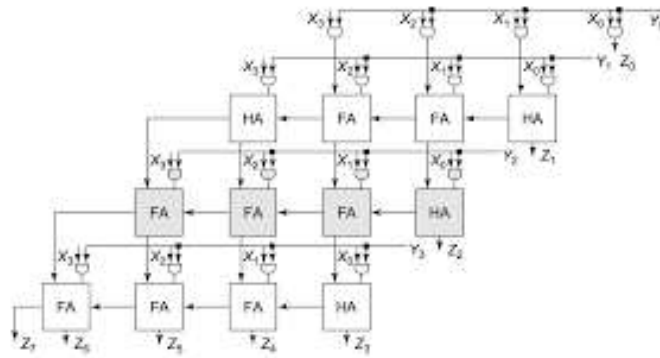 X3 X2 X1 X0 Y
X3 X2 X1 X0 Y1 Z0
HA FA FA HA
X3 X2 X1 X0 Y2 Z1
FA FA FA HA
X3 X2 X1 X0 Y3 Z2
FA FA FA HA
Z7 Z6 Z5 Z4 Z3